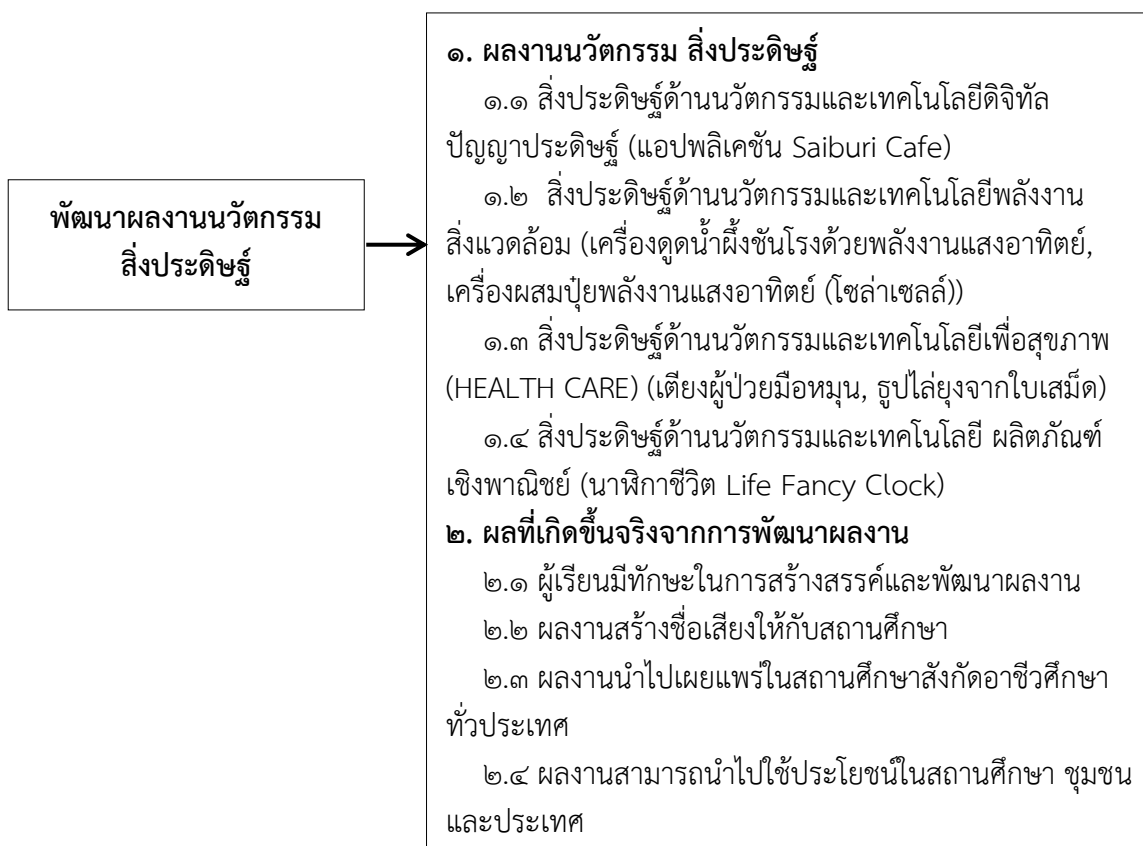 พัฒนาผลงานนวัตกรรม
สิ่งประดิษฐ์
๑. ผลงานนวัตกรรม สิ่งประดิษฐ์
๑.๑ สิ่งประดิษฐ์ด้านนวัตกรรมและเทคโนโลยีดิจิทัล
ปัญญาประดิษฐ์ (แอปพลิเคชัน Saiburi Cafe)
๑.๒ สิ่งประดิษฐ์ด้านนวัตกรรมและเทคโนโลยีพลังงาน
สิ่งแวดล้อม (เครื่องดูดน้ำผึ้งชันโรงด้วยพลังงานแสงอาทิตย์,
เครื่องผสมปุ๋ยพลังงานแสงอาทิตย์ (โซล่าเซลล์))
๑.๓ สิ่งประดิษฐ์ด้านนวัตกรรมและเทคโนโลยีเพื่อสุขภาพ
(HEALTH CARE) (เตียงผู้ป่วยมือหมุน, ธูปไล่ยุงจากใบเสม็ด)
๑.๔ สิ่งประดิษฐ์ด้านนวัตกรรมและเทคโนโลยี ผลิตภัณฑ์
เชิงพาณิชย์ (นาฬิกาชีวิต Life Fancy Clock)
๒. ผลที่เกิดขึ้นจริงจากการพัฒนาผลงาน
๒.๑ ผู้เรียนมีทักษะในการสร้างสรรค์และพัฒนาผลงาน
๒.๒ ผลงานสร้างชื่อเสียงให้กับสถานศึกษา
๒.๓ ผลงานนำไปเผยแพร่ในสถานศึกษาสังกัดอาชีวศึกษา
ทั่วประเทศ
๒.๔ ผลงานสามารถนำไปใช้ประโยชน์ในสถานศึกษา ชุมชน
และประเทศ